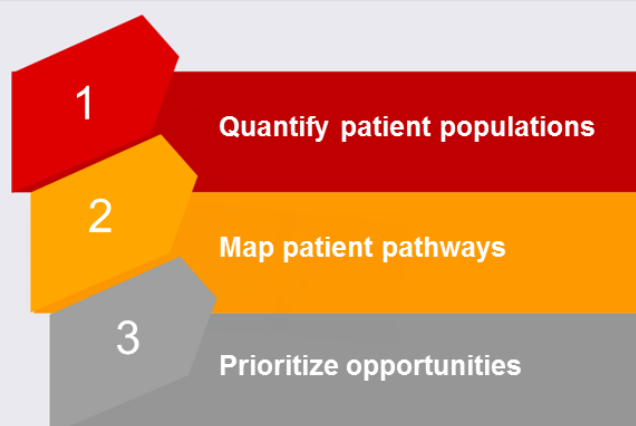 1
Quantify patient populations
2
Map patient pathways
3
Prioritize opportunities